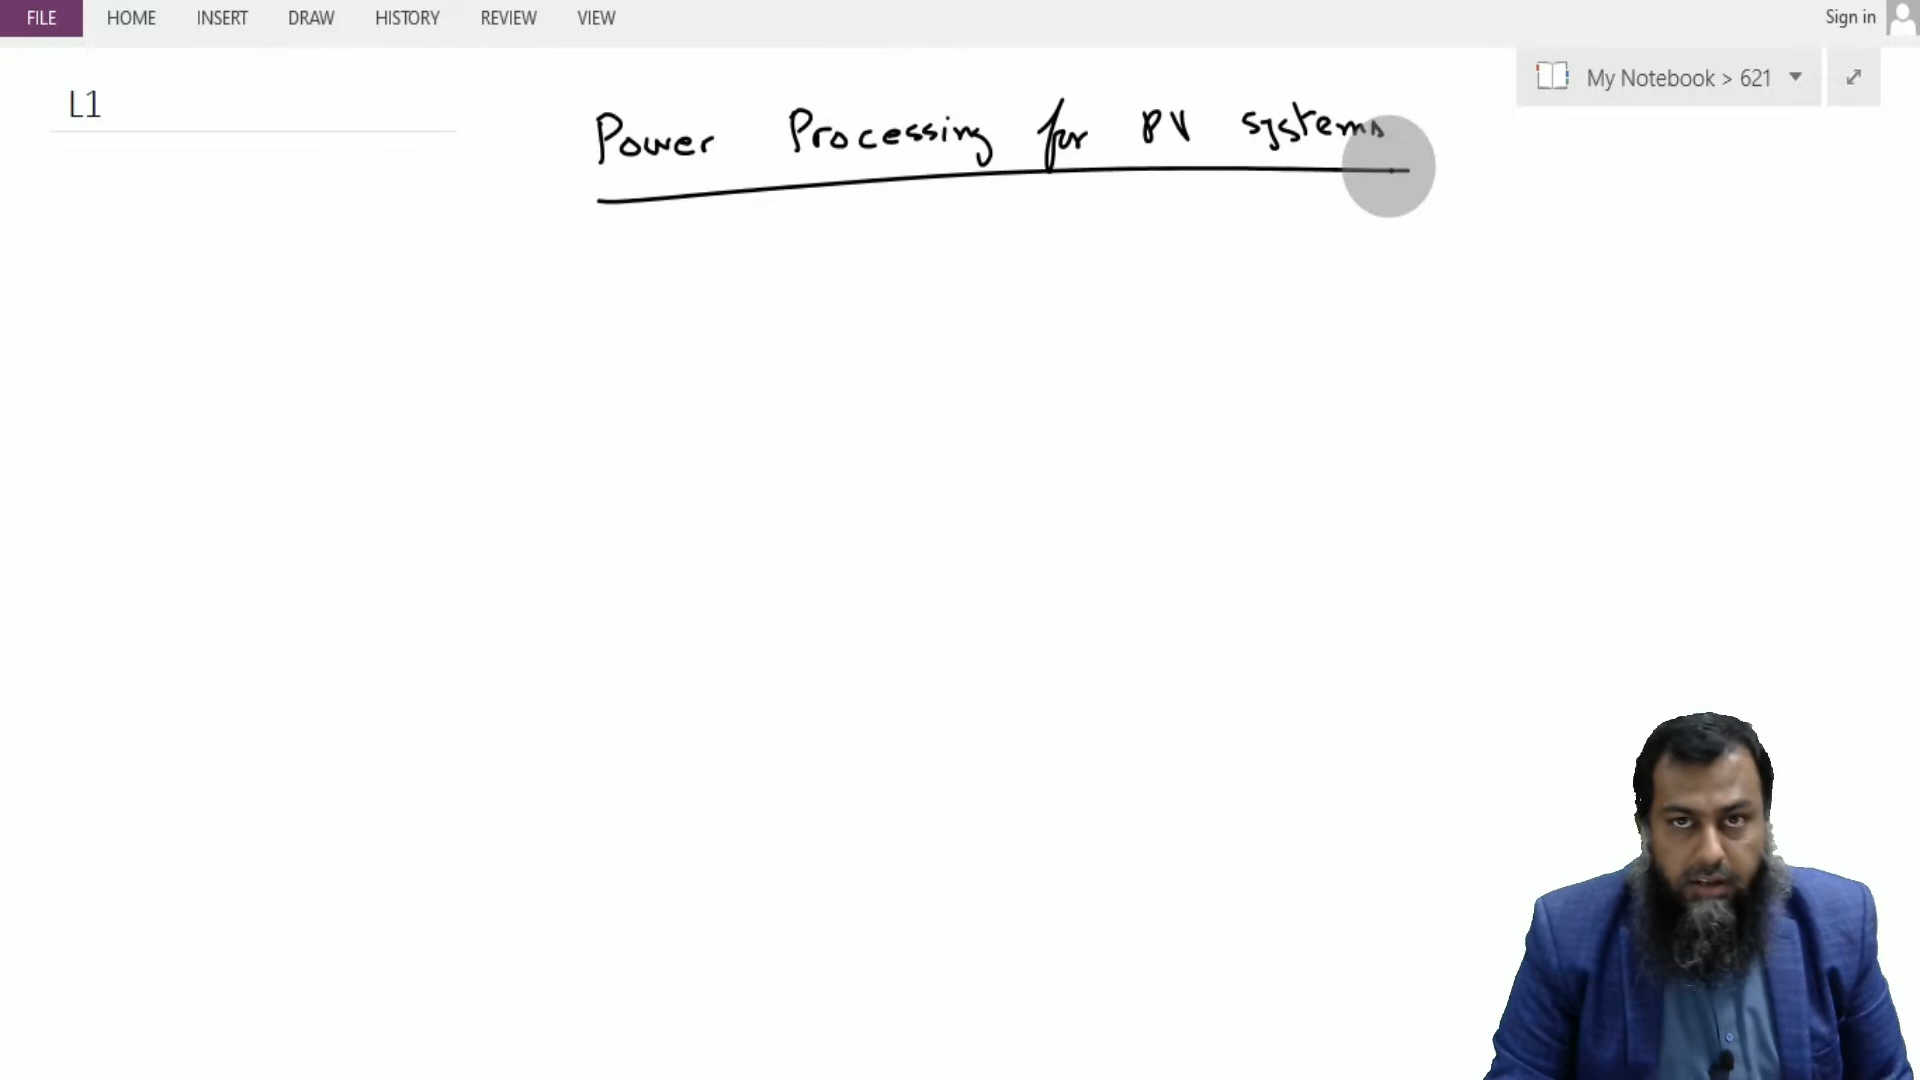 FILE HOME INSERT DRAW HISTORY REVIEW VIEW Sign in
My Notebook > 621
L1
Power Processing for PV systems